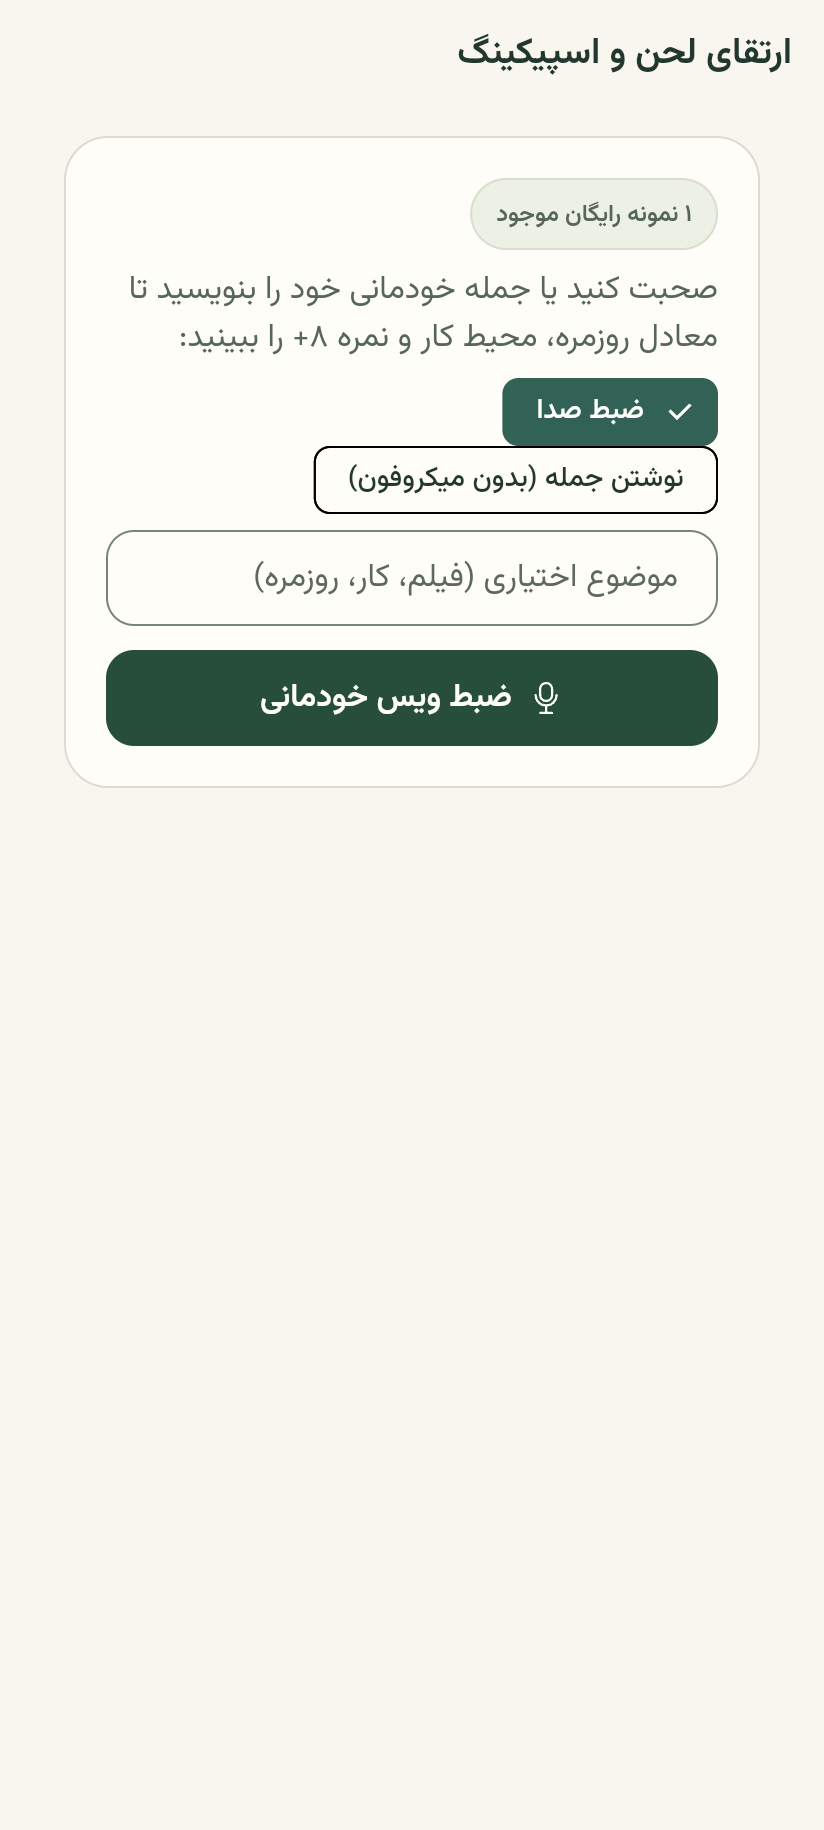 ارتقای لحن و اسپیکینگ
۱ نمونه رایگان موجود
صحبت کنید یا جمله خودمانی خود را بنویسید تا
معادل روزمره، محیط کار و نمره ۸+ را ببینید:
ضبط صدا
نوشتن جمله (بدون میکروفون)
موضوع اختیاری (فیلم، کار، روزمره)
ضبط ویس خودمانی